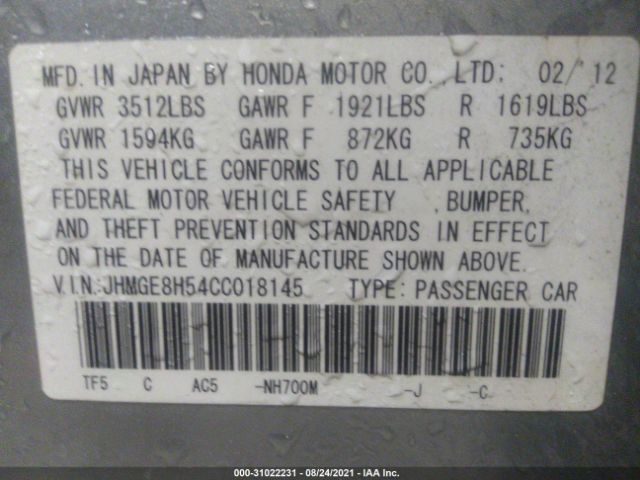 MFD. IN JAPAN BY HONDA MOTOR CO., LTD: 02/ 12
GVWR 3512LBS GAWR F 1921LBS R 1619LBS
GVWR 1594KG GAWR F 872KG R 735KG
THIS VEHICLE CONFORMS TO ALL APPLICABLE
FEDERAL MOTOR VEHICLE SAFETY ,BUMPER,
AND THEFT PREVENTION STANDARDS IN EFFECT
ON THE DATE OF MANUFACTURE SHOWN ABOVE.
V.I.N:JHMGE8H54CC018145 TYPE:PASSENGER CAR
TF5 C AC5 -NH700M -J -C
000-31022231 - 08/24/2021 - IAA Inc.